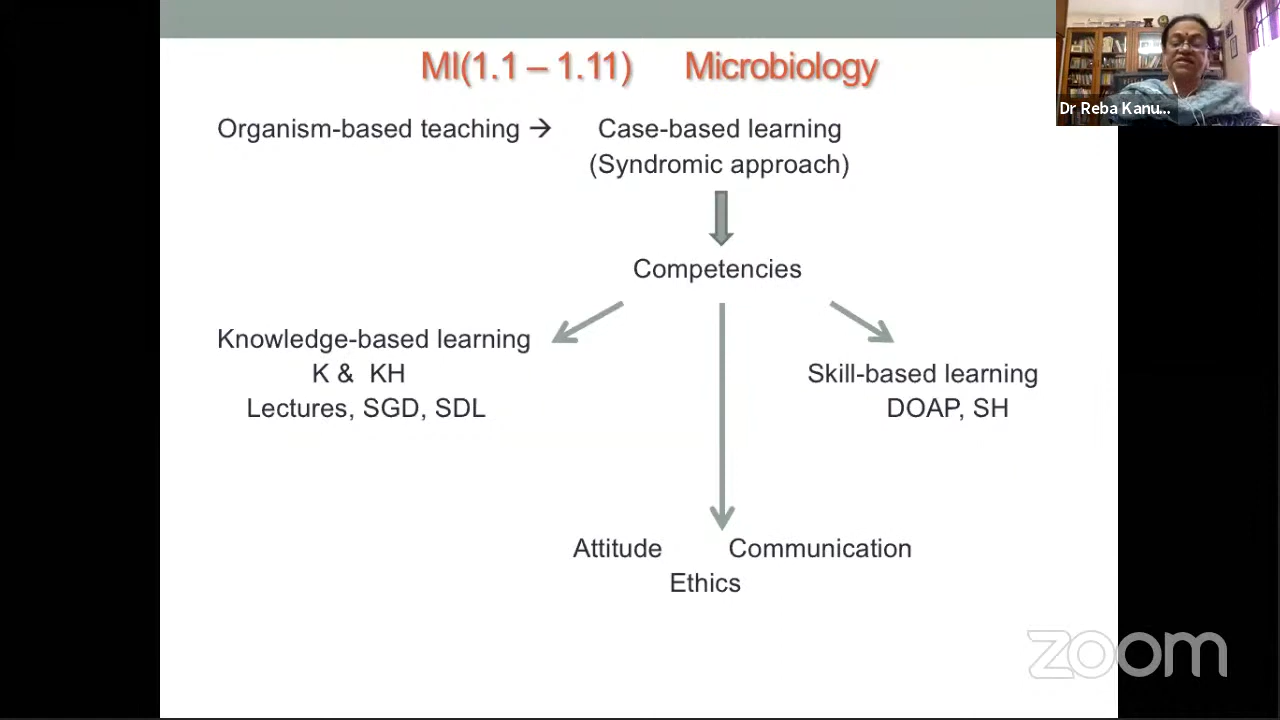 MI(1.1 – 1.11) Microbiology
Dr Reba Kanu...
Organism-based teaching → Case-based learning
(Syndromic approach)
Competencies
Knowledge-based learning
K & KH
Lectures, SGD, SDL
Skill-based learning
DOAP, SH
Attitude Communication
Ethics
zoom